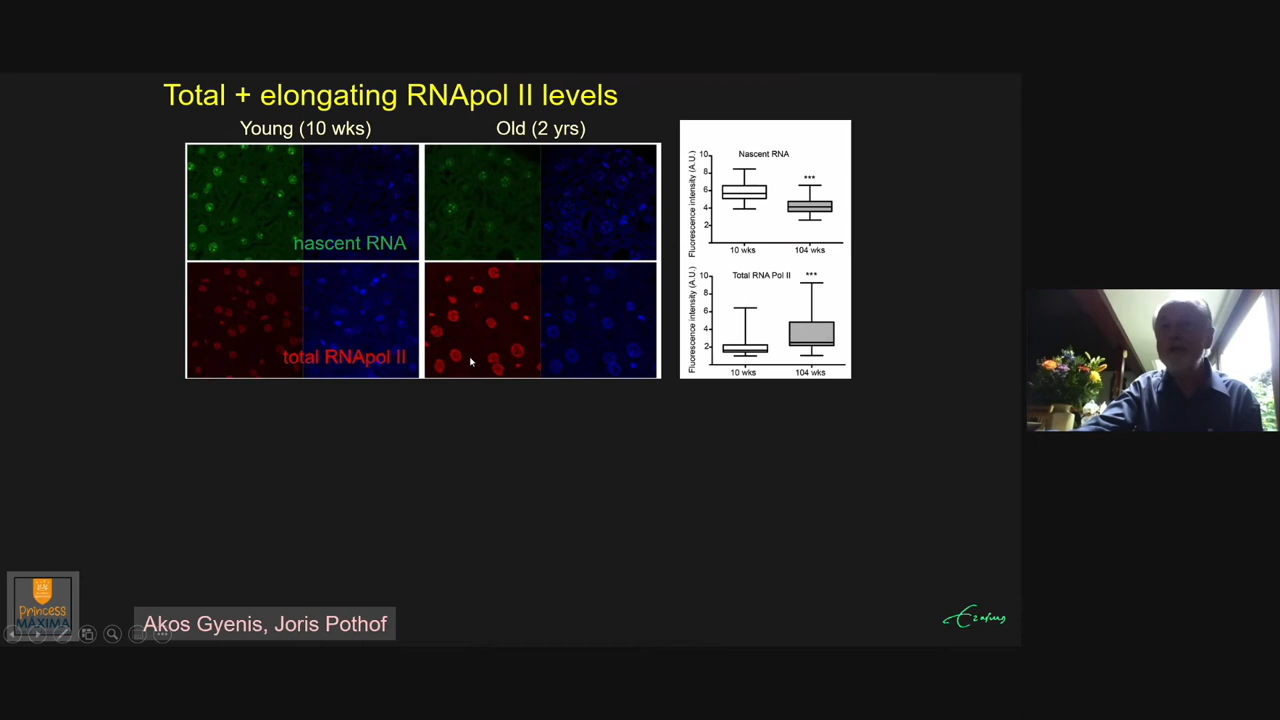 Total + elongating RNApol II levels
Young (10 wks)
Old (2 yrs)
nascent RNA
total RNApol II
Nascent RNA
Fluorescence intensity (A.U.)
10
8
6
4
2
***
10 wks
104 wks
Total RNA Pol II
Fluorescence intensity (A.U.)
10
8
6
4
2
***
10 wks
104 wks
Princess
MÁXIMA
Akos Gyenis, Joris Pothof
Erasmus